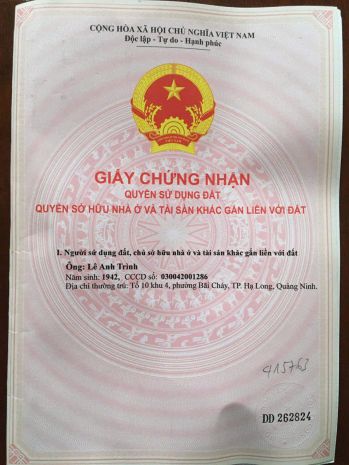 CỘNG HÒA XÃ HỘI CHỦ NGHĨA VIỆT NAM
Độc lập - Tự do - Hạnh phúc
GIẤY CHỨNG NHẬN
QUYỀN SỬ DỤNG ĐẤT
QUYỀN SỞ HỮU NHÀ Ở VÀ TÀI SẢN KHÁC GẮN LIỀN VỚI ĐẤT
I. Người sử dụng đất, chủ sở hữu nhà ở và tài sản khác gắn liền với đất
Ông: Lê Anh Trình
Năm sinh: 1942, CCCD số: 030042001286
Địa chỉ thường trú: Tổ 10 khu 4, phường Bãi Cháy, TP. Hạ Long, Quảng Ninh.
415763
DD 262824